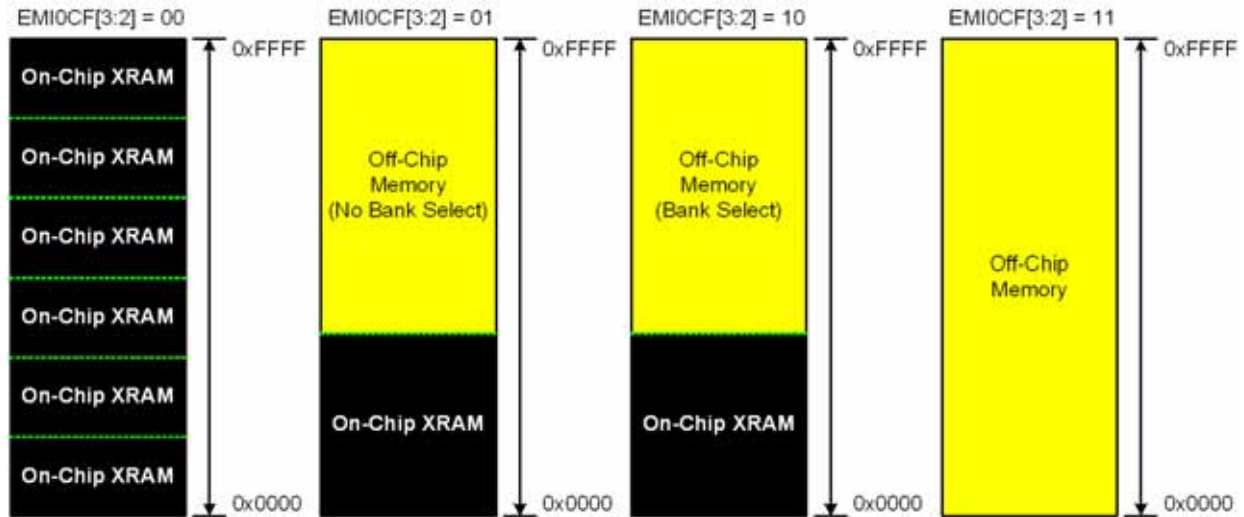 EMI0CF[3:2] = 00
EMI0CF[3:2] = 01
EMI0CF[3:2] = 10
EMI0CF[3:2] = 11
On-Chip XRAM
On-Chip XRAM
On-Chip XRAM
On-Chip XRAM
On-Chip XRAM
On-Chip XRAM
0xFFFF
0x0000
Off-Chip
Memory
(No Bank Select)
On-Chip XRAM
0xFFFF
0x0000
Off-Chip
Memory
(Bank Select)
On-Chip XRAM
0xFFFF
0x0000
Off-Chip
Memory
0xFFFF
0x0000